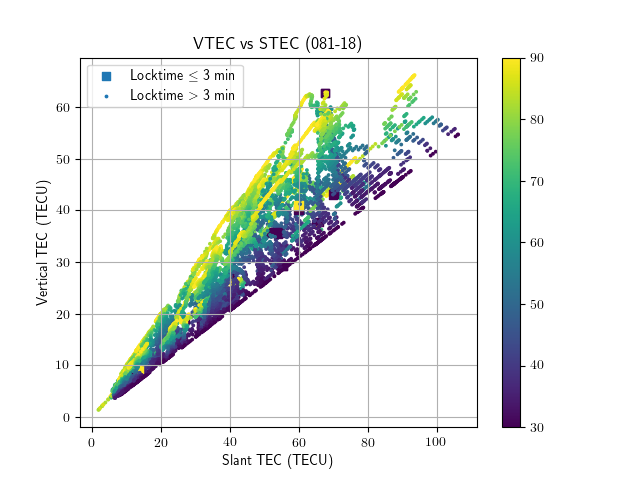 VTEC vs STEC (081-18)
Locktime ≤ 3 min
Locktime > 3 min
Vertical TEC (TECU)
60
50
40
30
20
10
0
0 20 40 60 80 100
Slant TEC (TECU)
90
80
70
60
50
40
30